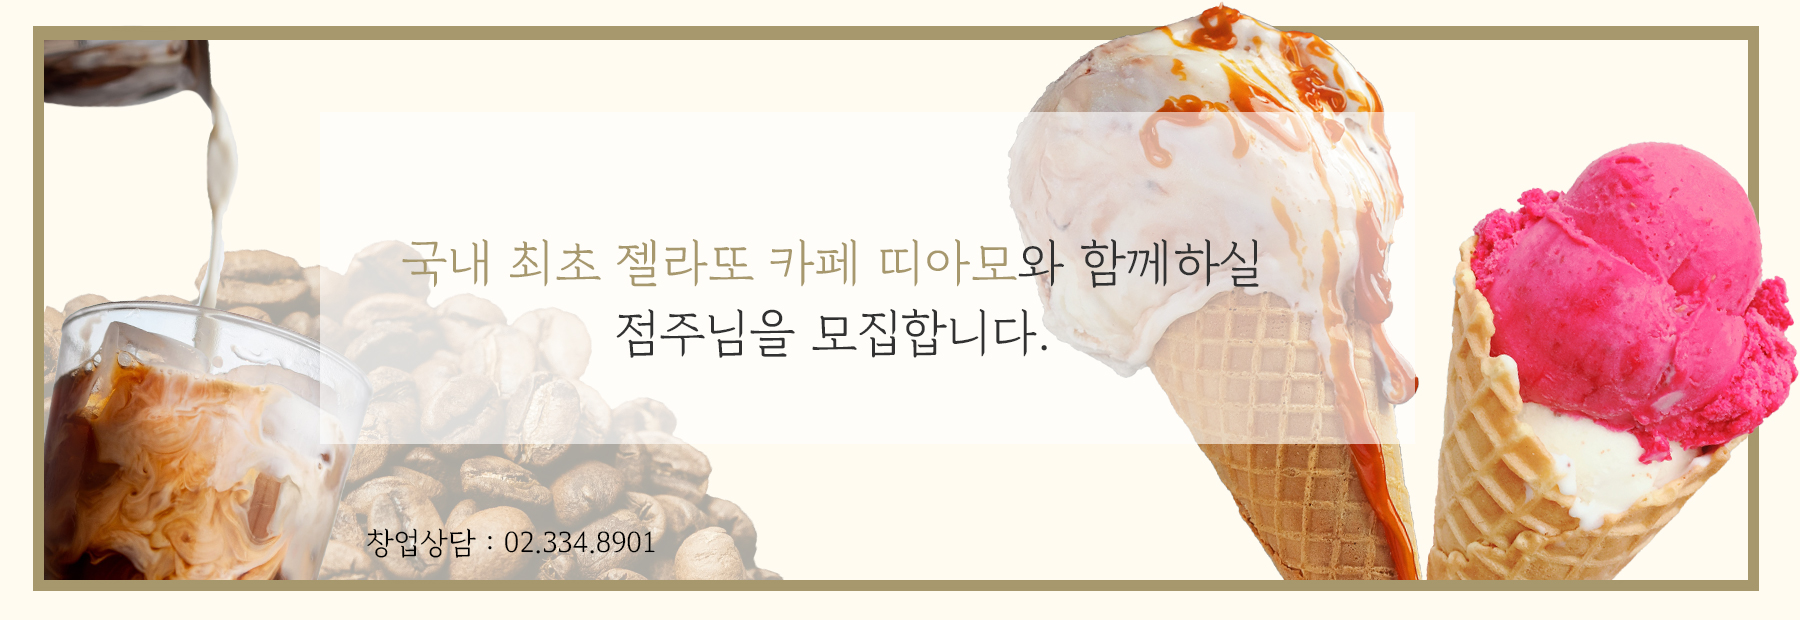 국내 최초 젤라또 카페 띠아모와 함께하실
점주님을 모집합니다.
창업상담 : 02.334.8901